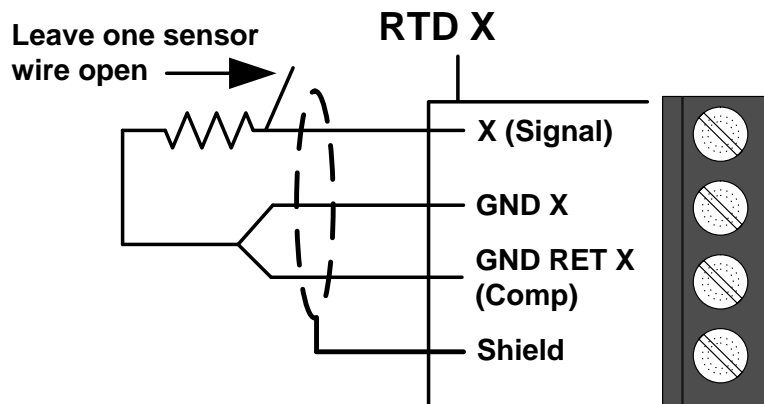 RTD X
Leave one sensor
wire open
X (Signal)
GND X
GND RET X
(Comp)
Shield